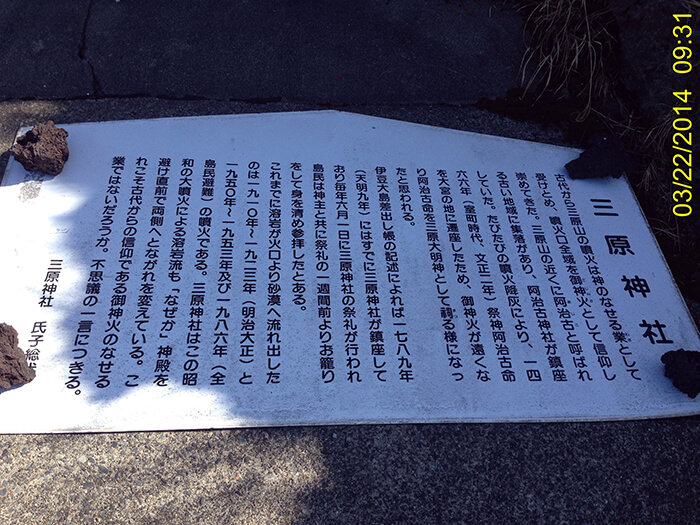 三原神社
古代から三原山の噴火は神のなせる業として
受けとめ、噴火口全域を御神火として信仰し
崇めてきた。三原山の近くに「阿治古」と呼ばれ
る古い地域に集落があり、阿治古神社が鎮座
していた。たびたびの噴火降灰により、一四
六六年（室町時代、文正二年）祭神阿治古命
を大宮の地に遷座したため、御神火が遠くな
り阿治古命を三原大明神として祠る様になっ
たと思われる。
伊豆大島差出し帳の記述によれば一七八九年
（天明九年）にはすでに三原神社が鎮座して
おり毎年六月一日に三原神社の祭礼が行われ
島民は神主と共に祭礼の一週間前よりお籠り
をして身を清め参拝したとある。
これまでに溶岩が火口より砂漠へ流れ出した
のは一九一〇年～一九二三年（明治大正）と
一九五〇年～一九五三年及び一九八六年（全
島民避難）の噴火である。三原神社はこの昭
和の大噴火による溶岩流も「なぜか」神殿を
避け直前で両側へとながれを変えている。こ
れこそ古代からの信仰である御神火のなせる
業ではないだろうか。不思議の一言につきる。
三原神社 氏子総代
03/22/2014 09:31